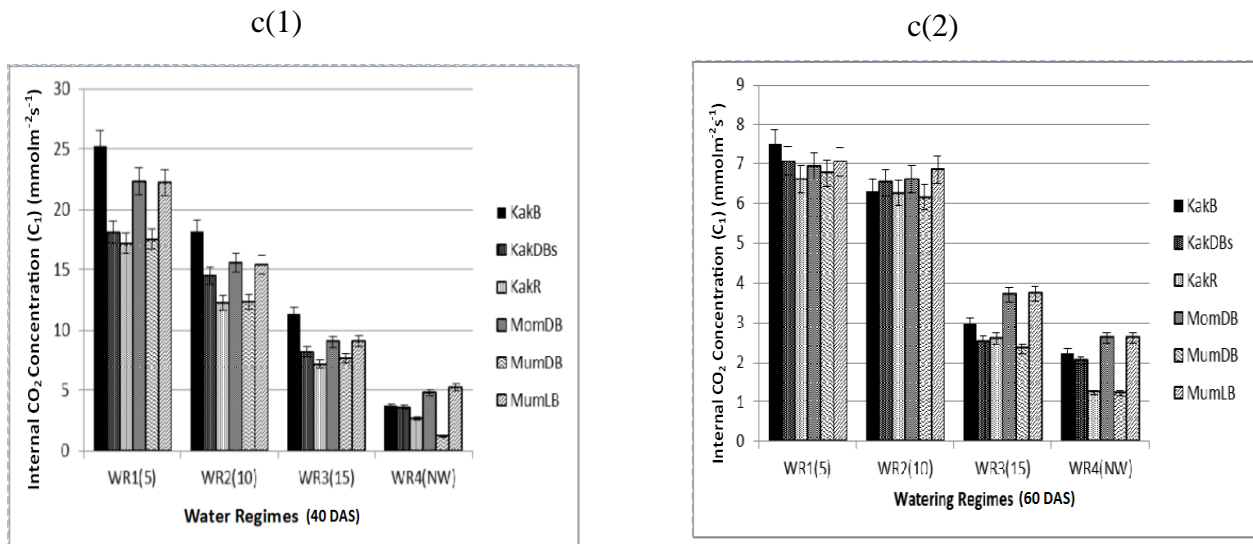 c(1)
c(2)
Internal CO₂ Concentration (C₁) (mmolm⁻²s⁻¹)
30
25
20
15
10
5
0
WR1(5) WR2(10) WR3(15) WR4(NW)
Water Regimes (40 DAS)
KakB
KakDBs
KakR
MomDB
MumDB
MumLB
Internal CO₂ Concentration (C₁) (mmolm⁻²s⁻¹)
9
8
7
6
5
4
3
2
1
0
WR1(5) WR2(10) WR3(15) WR4(NW)
Watering Regimes (60 DAS)
KakB
KakDBs
KakR
MomDB
MumDB
MumLB